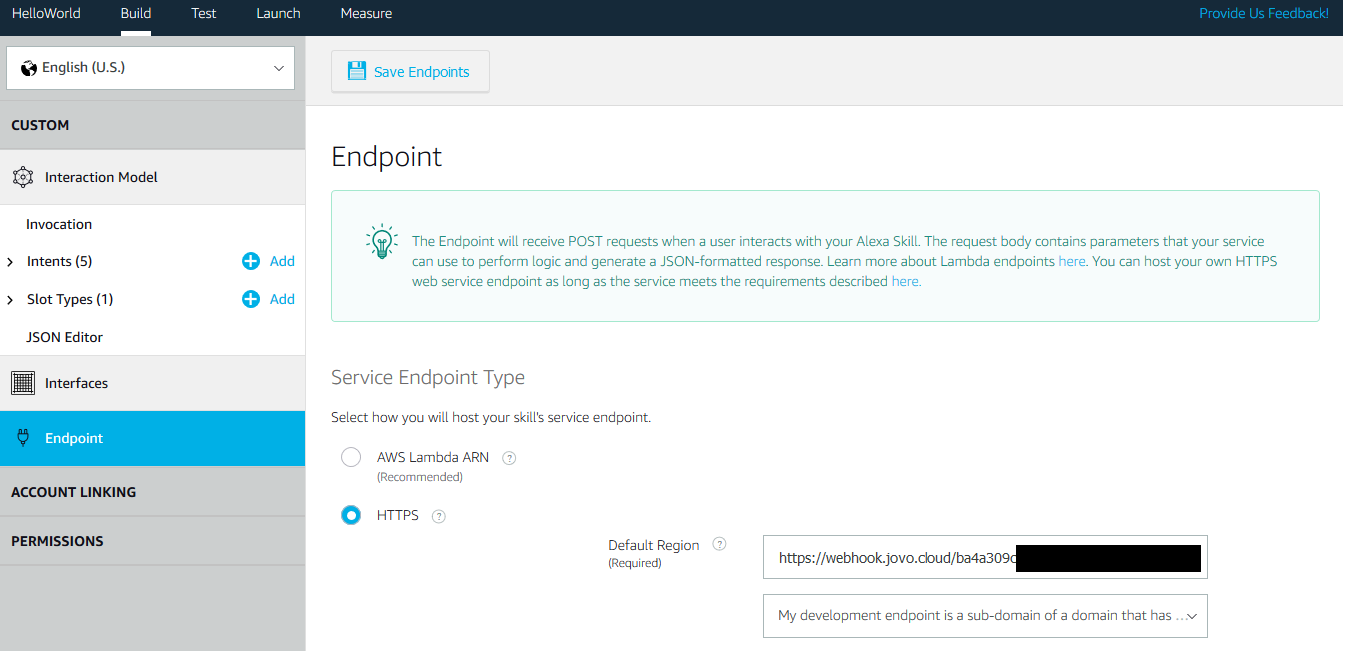 HelloWorld Build Test Launch Measure Provide Us Feedback!
English (U.S.)
Save Endpoints
CUSTOM
Interaction Model
Invocation
Intents (5) Add
Slot Types (1) Add
JSON Editor
Interfaces
Endpoint
ACCOUNT LINKING
PERMISSIONS
Endpoint
The Endpoint will receive POST requests when a user interacts with your Alexa Skill. The request body contains parameters that your service
can use to perform logic and generate a JSON-formatted response. Learn more about Lambda endpoints here. You can host your own HTTPS
web service endpoint as long as the service meets the requirements described here.
Service Endpoint Type
Select how you will host your skill's service endpoint.
AWS Lambda ARN ?
(Recommended)
HTTPS ?
Default Region ?
(Required)
https://webhook.jovo.cloud/ba4a309c
My development endpoint is a sub-domain of a domain that has ...